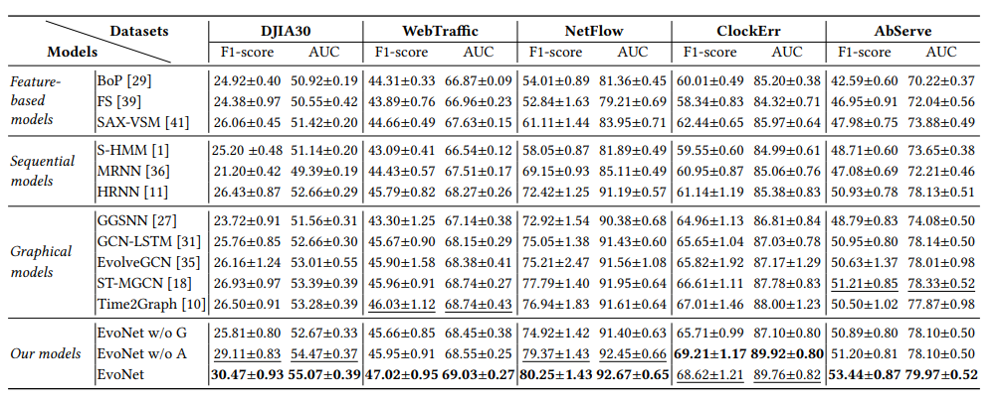 Datasets DJIA30 WebTraffic NetFlow ClockErr AbServe
Models F1-score AUC F1-score AUC F1-score AUC F1-score AUC F1-score AUC
Feature- BoP [29] 24.92±0.40 50.92±0.19 44.31±0.33 66.87±0.09 54.01±0.89 81.36±0.45 60.01±0.49 85.20±0.38 42.59±0.60 70.22±0.37
based FS [39] 24.38±0.97 50.55±0.42 43.89±0.76 66.96±0.23 52.84±1.63 79.21±0.69 58.34±0.83 84.32±0.71 46.95±0.91 72.04±0.56
models SAX-VSM [41] 26.06±0.45 51.42±0.20 44.66±0.49 67.63±0.15 61.11±1.44 83.95±0.71 62.44±0.65 85.97±0.64 47.98±0.75 73.88±0.49
Sequential S-HMM [1] 25.20 ±0.48 51.14±0.20 43.09±0.41 66.54±0.12 58.05±0.87 81.89±0.49 59.55±0.60 84.99±0.61 48.71±0.60 73.65±0.38
models MRNN [36] 21.20±0.42 49.39±0.19 44.43±0.57 67.51±0.17 69.15±0.93 85.11±0.49 60.95±0.87 85.06±0.76 47.08±0.69 72.21±0.46
HRNN [11] 26.43±0.87 52.66±0.29 45.79±0.82 68.27±0.26 72.42±1.25 91.19±0.57 61.14±1.19 85.38±0.83 50.93±0.78 78.13±0.51
GGSNN [27] 23.72±0.91 51.56±0.31 43.30±1.25 67.14±0.38 72.92±1.54 90.38±0.68 64.96±1.13 86.81±0.84 48.79±0.83 74.08±0.50
Graphical GCN-LSTM [31] 25.76±0.85 52.66±0.30 45.67±0.90 68.15±0.29 75.05±1.38 91.43±0.60 65.65±1.04 87.03±0.78 50.95±0.80 78.14±0.50
models EvolveGCN [35] 26.16±1.24 53.01±0.55 45.90±1.58 68.38±0.41 75.21±2.47 91.56±1.08 65.82±1.92 87.17±1.29 50.63±1.37 78.01±0.98
ST-MGCN [18] 26.93±0.97 53.39±0.39 45.96±0.91 68.74±0.27 77.79±1.40 91.95±0.64 66.61±1.11 87.78±0.83 51.21±0.85 78.33±0.52
Time2Graph [10] 26.50±0.91 53.28±0.39 46.03±1.12 68.74±0.43 76.94±1.83 91.61±0.64 67.01±1.46 88.00±1.23 50.50±1.02 77.87±0.98
EvoNet w/o G 25.81±0.80 52.67±0.33 45.66±0.85 68.45±0.38 74.92±1.42 91.40±0.63 65.71±0.99 87.10±0.80 50.89±0.80 78.10±0.50
Our models EvoNet w/o A 29.11±0.83 54.47±0.37 45.95±0.91 68.55±0.25 79.37±1.43 92.45±0.66 69.21±1.17 89.92±0.80 51.20±0.81 78.10±0.50
EvoNet 30.47±0.93 55.07±0.39 47.02±0.95 69.03±0.27 80.25±1.43 92.67±0.65 68.62±1.21 89.76±0.82 53.44±0.87 79.97±0.52